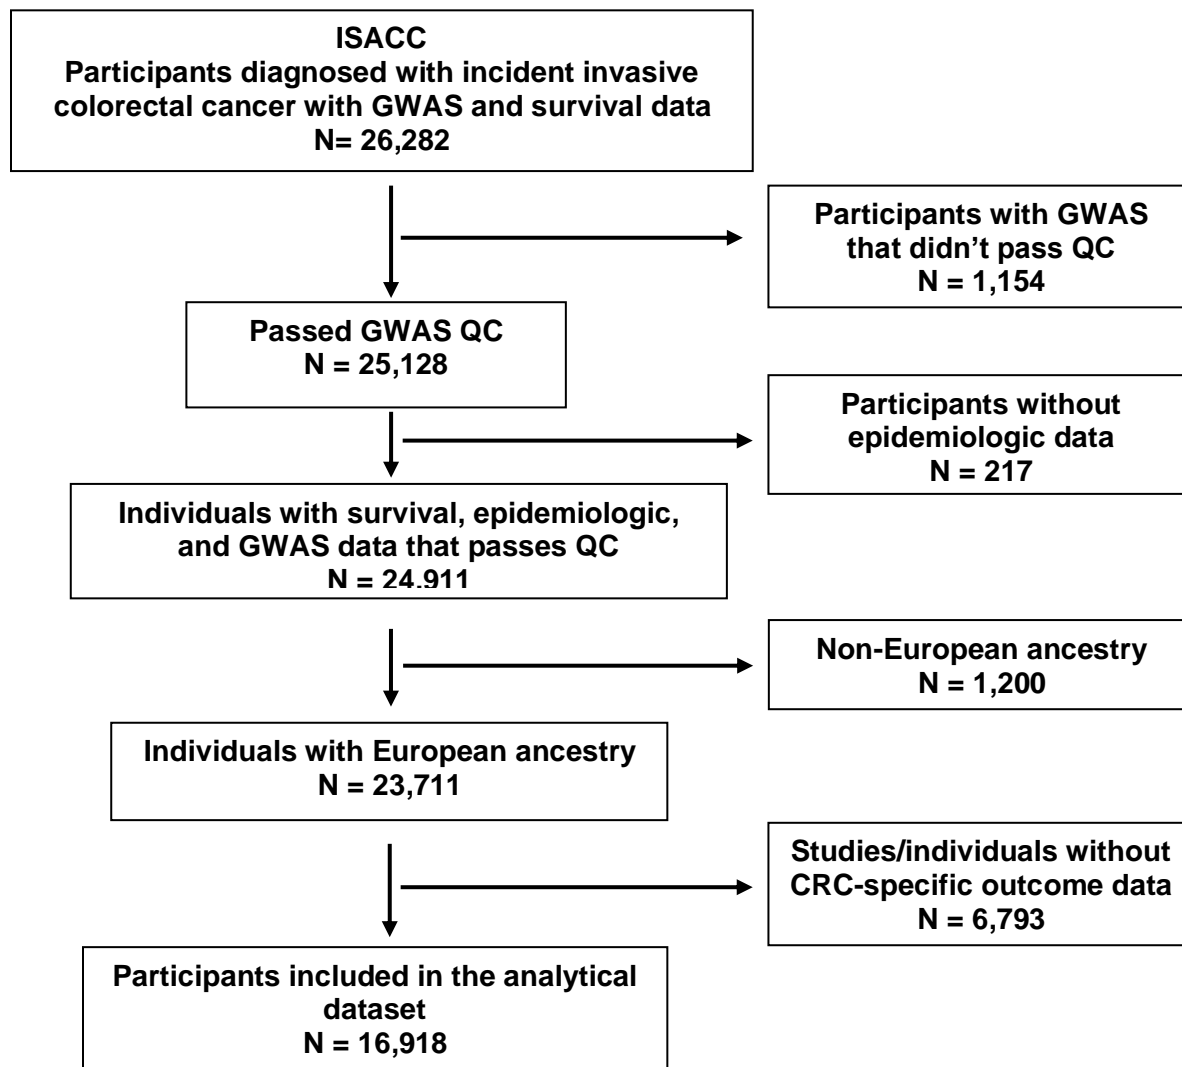 ISACC
Participants diagnosed with incident invasive
colorectal cancer with GWAS and survival data
N= 26,282
Participants with GWAS
that didn’t pass QC
N = 1,154
Passed GWAS QC
N = 25,128
Participants without
epidemiologic data
N = 217
Individuals with survival, epidemiologic,
and GWAS data that passes QC
N = 24,911
Non-European ancestry
N = 1,200
Individuals with European ancestry
N = 23,711
Studies/individuals without
CRC-specific outcome data
N = 6,793
Participants included in the analytical
dataset
N = 16,918